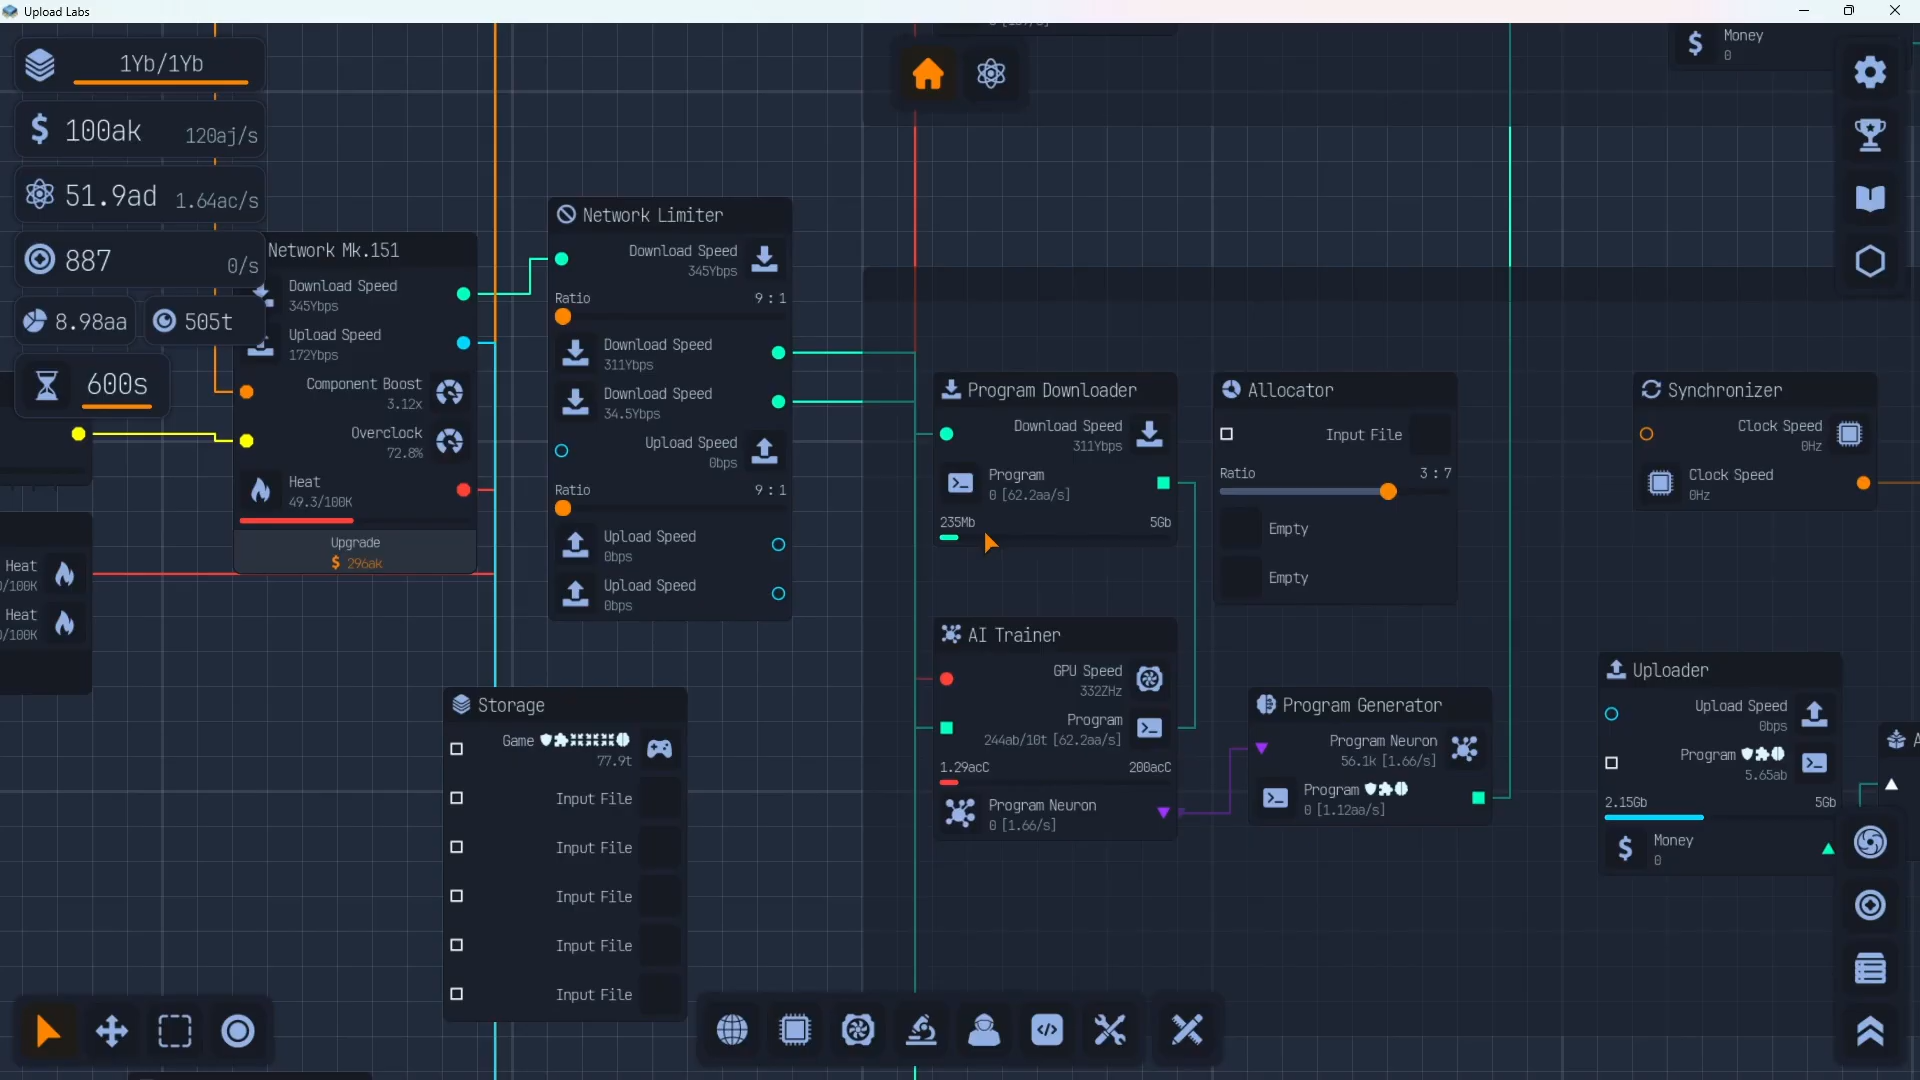 Upload Labs
1Yb/1Yb
100ak 120aj/s
51.9ad 1.64ac/s
887 0/s
8.98aa 505t
600s
Money
0
Network Mk.151
Download Speed
345Ybps
Upload Speed
172Ybps
Component Boost
3.12x
Overclock
72.8%
Heat
49.3/100K
Upgrade
$ 296ak
Heat
/100K
Heat
/100K
Network Limiter
Download Speed
345Ybps
Ratio 9:1
Download Speed
311Ybps
Download Speed
34.5Ybps
Upload Speed
0bps
Ratio 9:1
Upload Speed
0bps
Upload Speed
0bps
Storage
Game
77.9t
Input File
Input File
Input File
Input File
Input File
Program Downloader
Download Speed
311Ybps
Program
0 [62.2aa/s]
235Mb 5Gb
AI Trainer
GPU Speed
332ZHz
Program
244ab/10t [62.2aa/s]
1.29acC 200acC
Program Neuron
0 [1.66/s]
Allocator
Input File
Ratio 3:7
Empty
Empty
Program Generator
Program Neuron
56.1k [1.66/s]
Program
0 [1.12aa/s]
Synchronizer
Clock Speed
0Hz
Clock Speed
0Hz
Uploader
Upload Speed
0bps
Program
5.65ab
2.15Gb 5Gb
Money
0